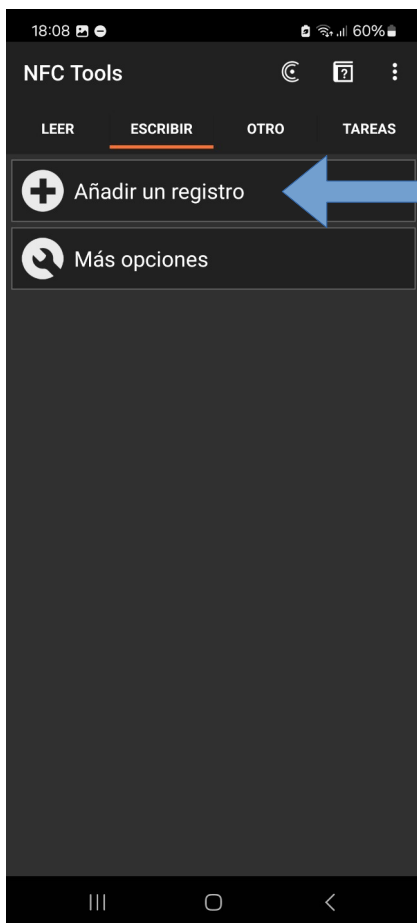 18:08 60%
NFC Tools
LEER ESCRIBIR OTRO TAREAS
Añadir un registro
Más opciones